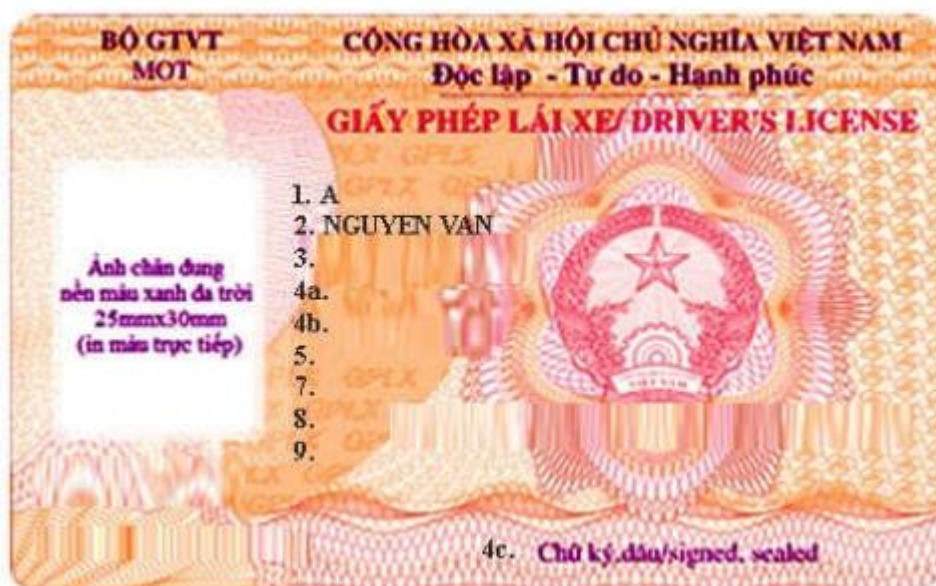 BỘ GTVT
MOT
CỘNG HÒA XÃ HỘI CHỦ NGHĨA VIỆT NAM
Độc lập - Tự do - Hạnh phúc
GIẤY PHÉP LÁI XE/ DRIVER'S LICENSE
Ảnh chân dung
nền màu xanh da trời
25mmx30mm
(in màu trực tiếp)
1. A
2. NGUYEN VAN
3.
4a.
4b.
5.
7.
8.
9.
VIỆT NAM
4c. Chữ ký,dấu/signed, sealed